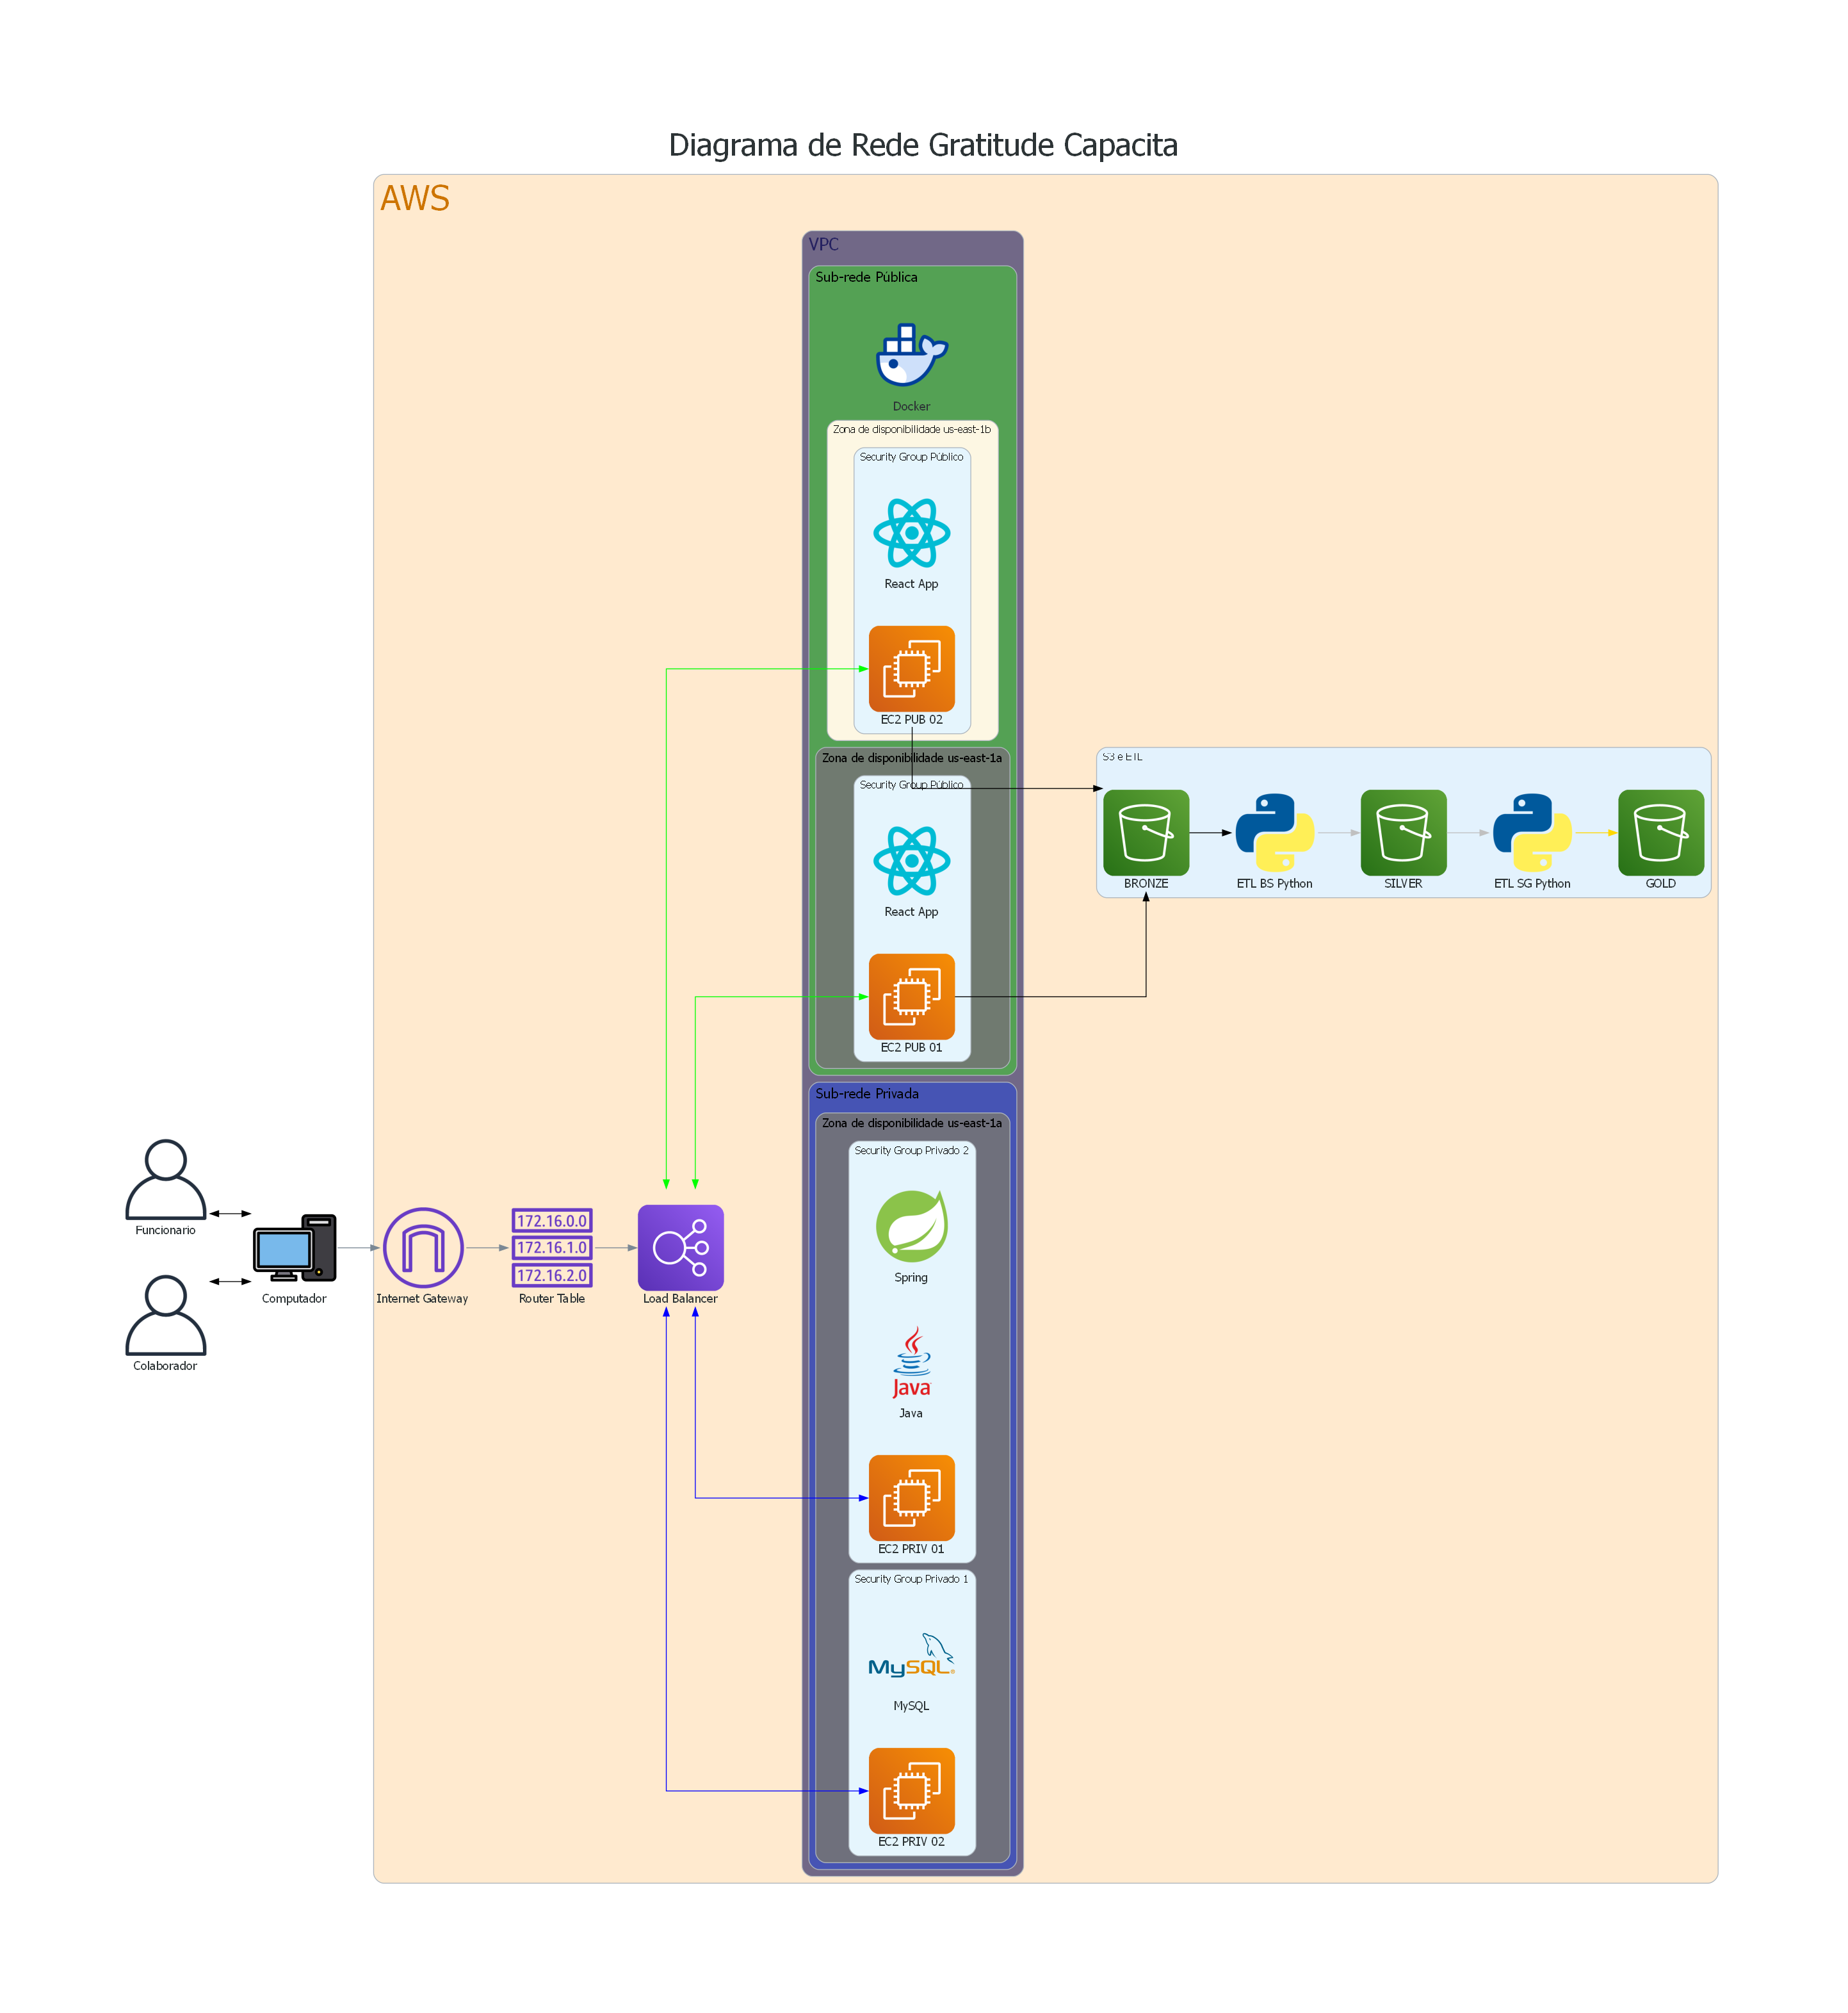 Diagrama de Rede Gratitude Capacita
AWS
VPC
Sub-rede Pública
Docker
Zona de disponibilidade us-east-1b
Security Group Público
React App
EC2 PUB 02
Zona de disponibilidade us-east-1a
Security Group Público
React App
EC2 PUB 01
S3 e ETL
BRONZE
ETL BS Python
SILVER
ETL SG Python
GOLD
Sub-rede Privada
Zona de disponibilidade us-east-1a
Security Group Privado 2
Spring
Java
Java
EC2 PRIV 01
Security Group Privado 1
MySQL
MySQL
EC2 PRIV 02
Funcionario
Colaborador
Computador
Internet Gateway
172.16.0.0
172.16.1.0
172.16.2.0
Router Table
Load Balancer